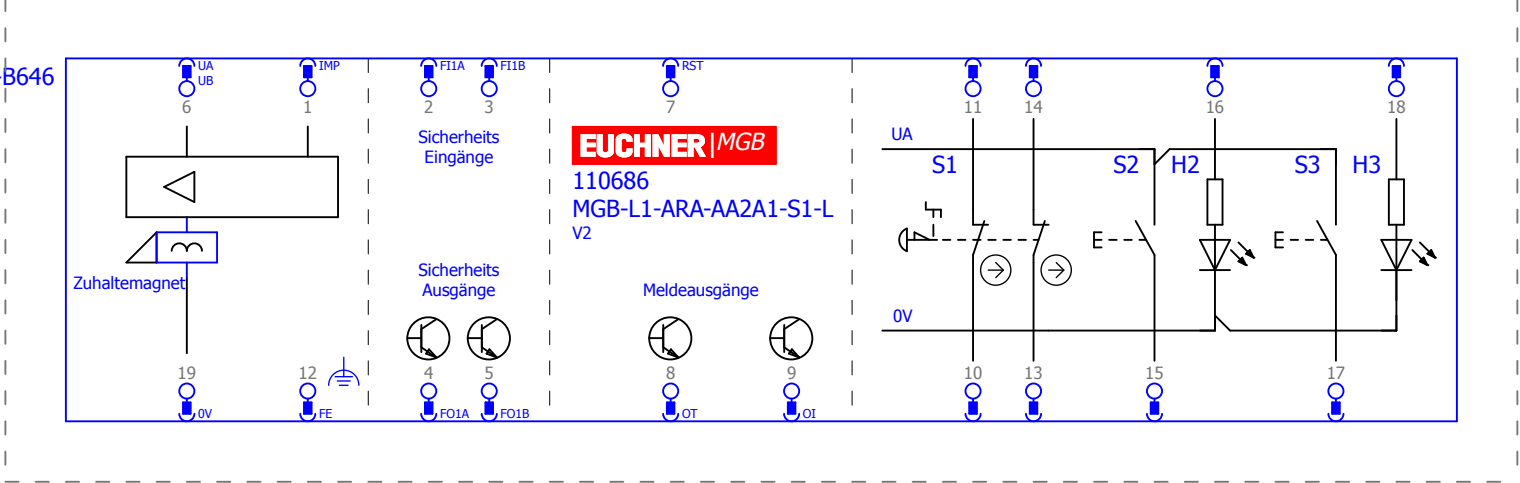 -B646
UA
UB
IMP
FI1A
FI1B
RST
6
1
2
3
7
11
14
16
18
Sicherheits
Eingänge
EUCHNER|MGB
110686
MGB-L1-ARA-AA2A1-S1-L
V2
UA
S1
S2
H2
S3
H3
Zuhaltemagnet
Sicherheits
Ausgänge
Meldeausgänge
0V
19
12
4
5
8
9
10
13
15
17
0V
FE
FO1A
FO1B
OT
OI